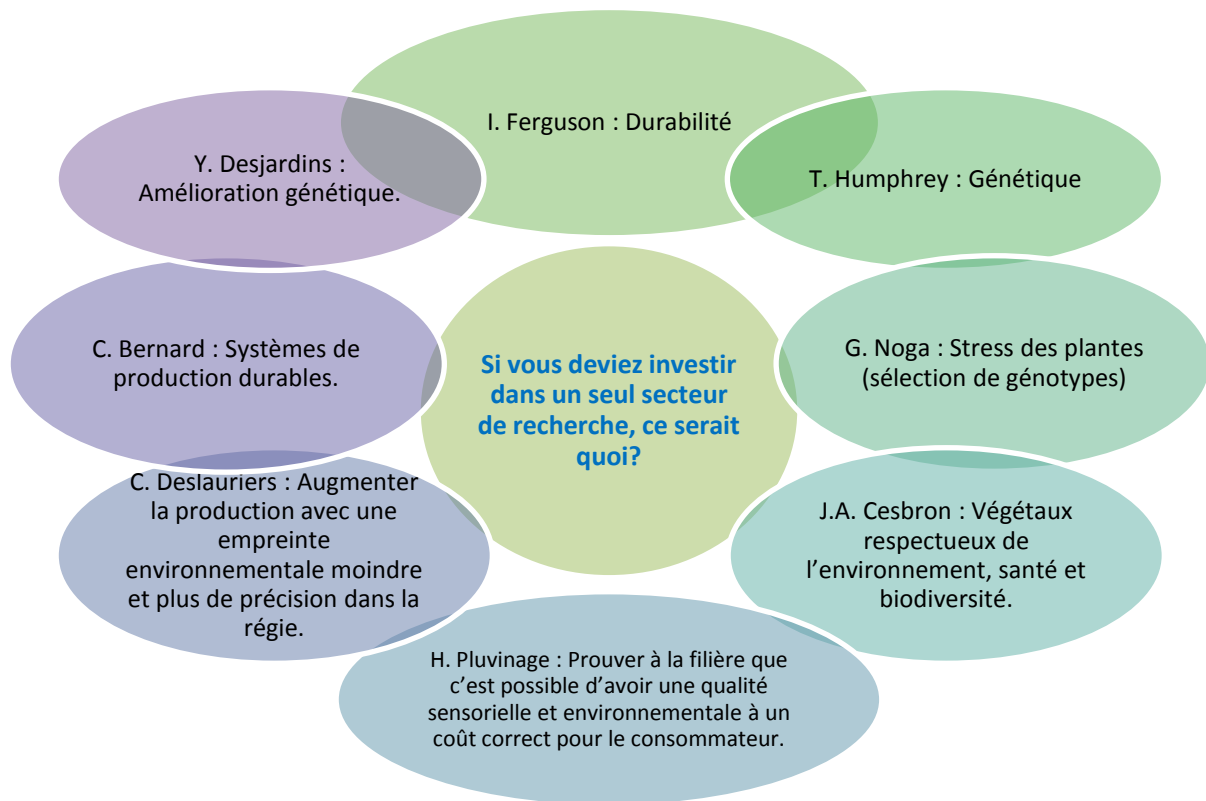 I. Ferguson : Durabilité
Y. Desjardins :
Amélioration génétique.
T. Humphrey : Génétique
C. Bernard : Systèmes de
production durables.
Si vous deviez investir
dans un seul secteur
de recherche, ce serait
quoi?
G. Noga : Stress des plantes
(sélection de génotypes)
C. Deslauriers : Augmenter
la production avec une
empreinte
environnementale moindre
et plus de précision dans la
régie.
J.A. Cesbron : Végétaux
respectueux de
l’environnement, santé et
biodiversité.
H. Pluvinage : Prouver à la filière que
c’est possible d’avoir une qualité
sensorielle et environnementale à un
coût correct pour le consommateur.